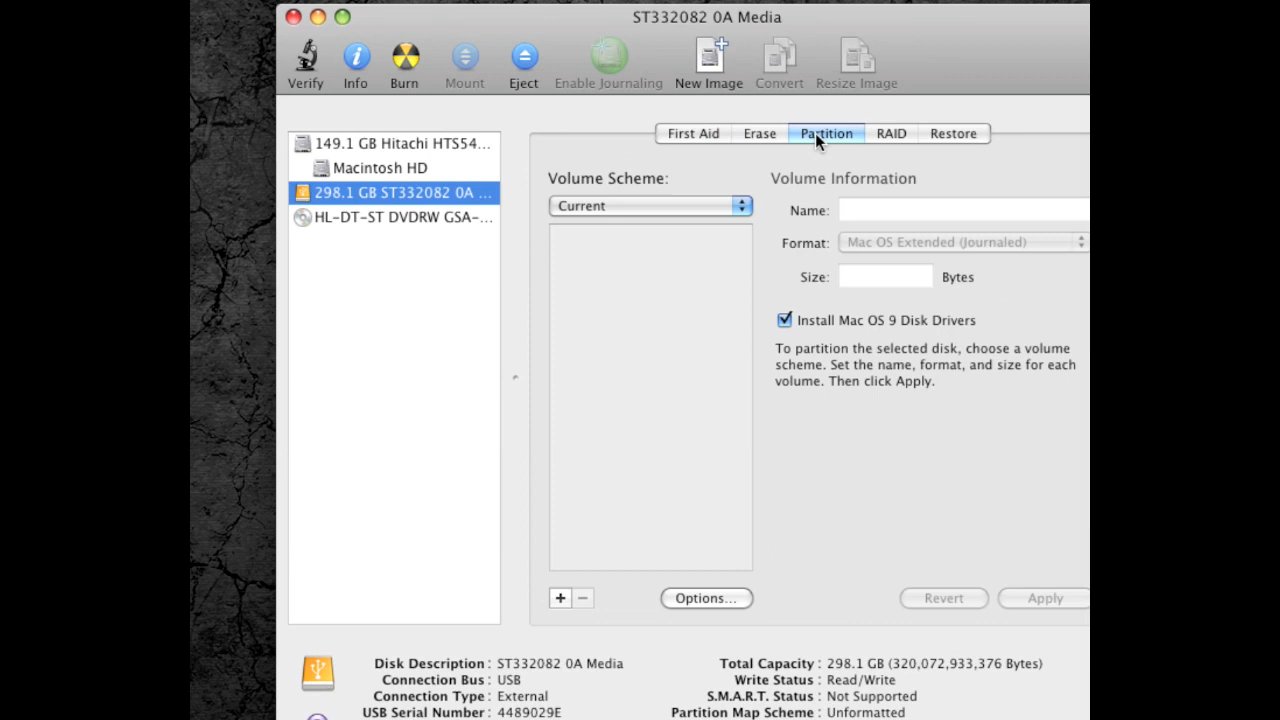 ST332082 0A Media
Verify Info Burn Mount Eject Enable Journaling New Image Convert Resize Image
First Aid Erase Partition RAID Restore
149.1 GB Hitachi HTS54...
Macintosh HD
298.1 GB ST332082 0A ...
HL-DT-ST DVDRW GSA-...
Volume Scheme:
Current
Volume Information
Name:
Format: Mac OS Extended (Journaled)
Size: Bytes
Install Mac OS 9 Disk Drivers
To partition the selected disk, choose a volume
scheme. Set the name, format, and size for each
volume. Then click Apply.
+ − Options... Revert Apply
Disk Description : ST332082 0A Media
Connection Bus : USB
Connection Type : External
USB Serial Number : 4489029E
Total Capacity : 298.1 GB (320,072,933,376 Bytes)
Write Status : Read/Write
S.M.A.R.T. Status : Not Supported
Partition Map Scheme : Unformatted